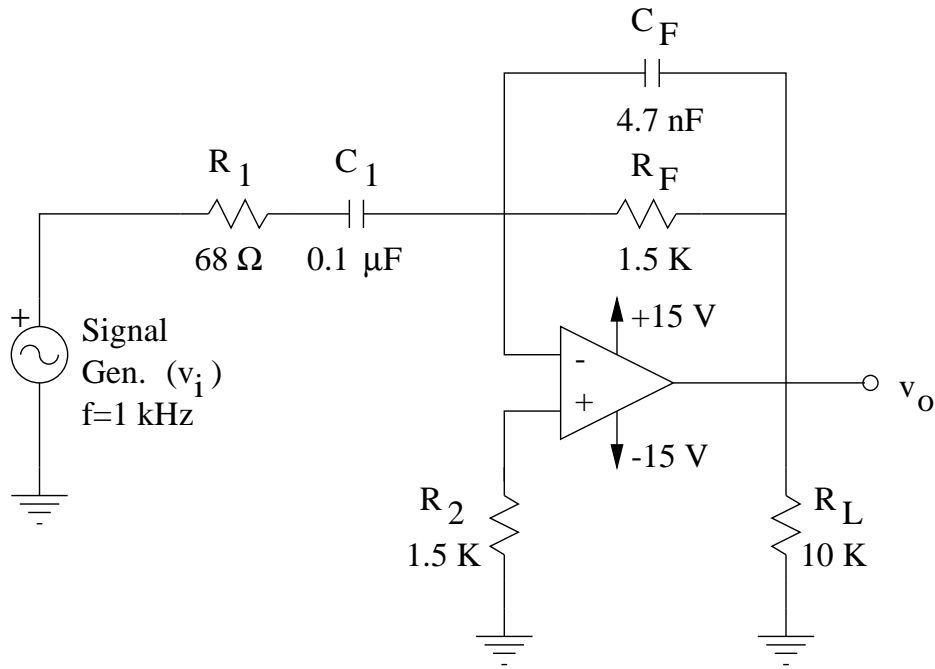 C F
4.7 nF
R 1
C 1
R F
68 Ω
0.1 μF
1.5 K
+
Signal
Gen. (v i )
f=1 kHz
+15 V
-
+
-15 V
v o
R 2
1.5 K
R L
10 K